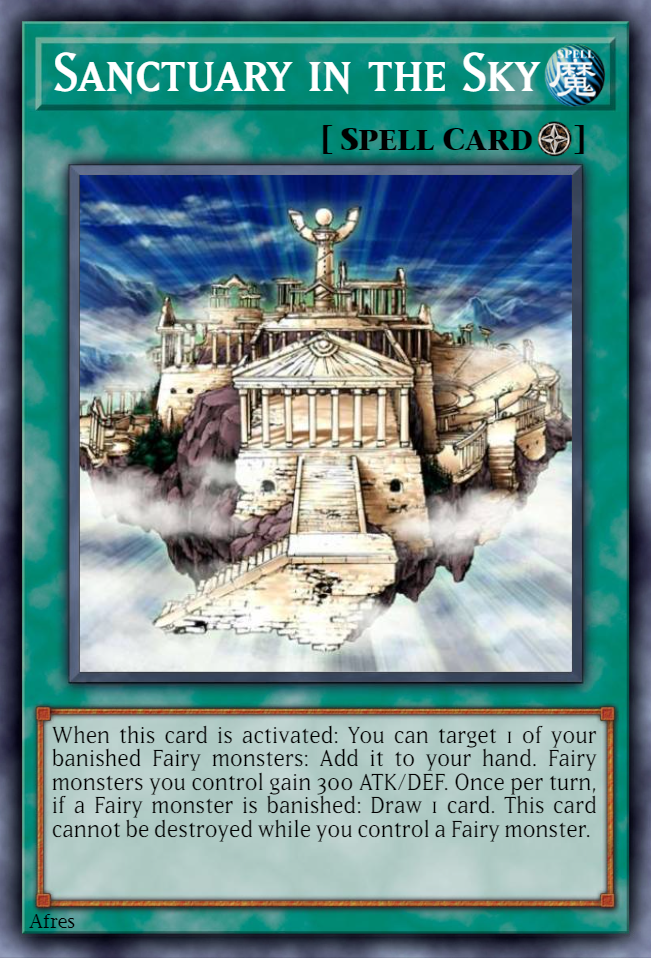 Sanctuary in the Sky
SPELL
魔
[ Spell Card ]
When this card is activated: You can target 1 of your
banished Fairy monsters: Add it to your hand. Fairy
monsters you control gain 300 ATK/DEF. Once per turn,
if a Fairy monster is banished: Draw 1 card. This card
cannot be destroyed while you control a Fairy monster.
Afres